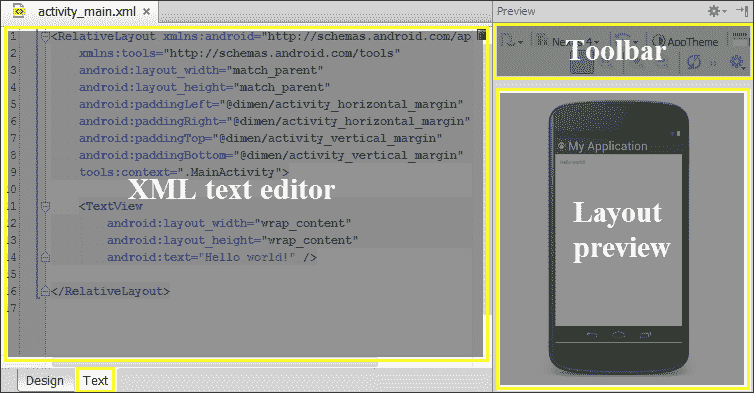 activity_main.xml ×
<RelativeLayout xmlns:android="http://schemas.android.com/ap
2 xmlns:tools="http://schemas.android.com/tools"
3 android:layout_width="match_parent"
4 android:layout_height="match_parent"
5 android:paddingLeft="@dimen/activity_horizontal_margin"
6 android:paddingRight="@dimen/activity_horizontal_margin"
7 android:paddingTop="@dimen/activity_vertical_margin"
8 android:paddingBottom="@dimen/activity_vertical_margin"
9 tools:context=".MainActivity">
10
XML text editor
11 <TextView
12 android:layout_width="wrap_content"
13 android:layout_height="wrap_content"
14 android:text="Hello world!" />
15
16 </RelativeLayout>
17
Design Text
Preview
AppTheme
Toolbar
My Application
Layout
preview